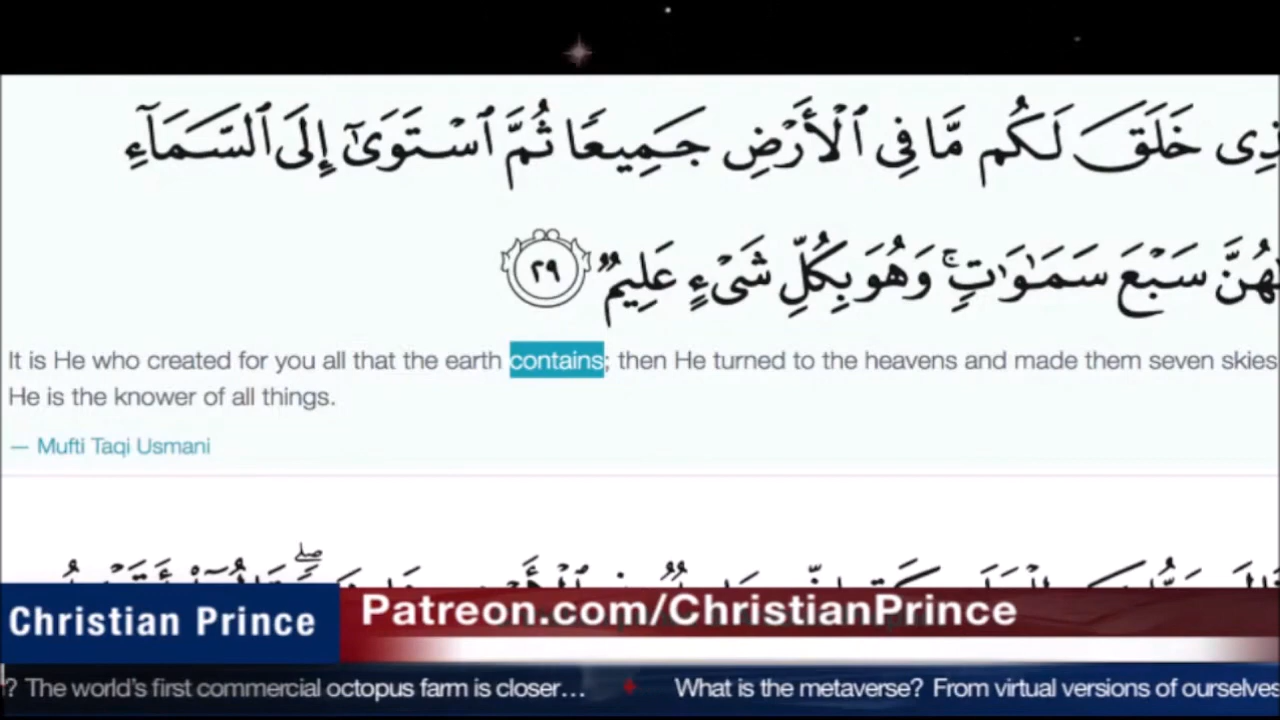 خَلَقَ لَكُم مَّا فِى ٱلْأَرْضِ جَمِيعًا ثُمَّ ٱسْتَوَىٰٓ إِلَى ٱلسَّمَآءِ
سَبْعَ سَمَـٰوَٰتٍۢ ۚ وَهُوَ بِكُلِّ شَىْءٍ عَلِيمٌۭ ٢٩
It is He who created for you all that the earth contains; then He turned to the heavens and made them seven skies
He is the knower of all things.
— Mufti Taqi Usmani
Christian Prince
Patreon.com/ChristianPrince
? The world's first commercial octopus farm is closer… What is the metaverse? From virtual versions of ourselves